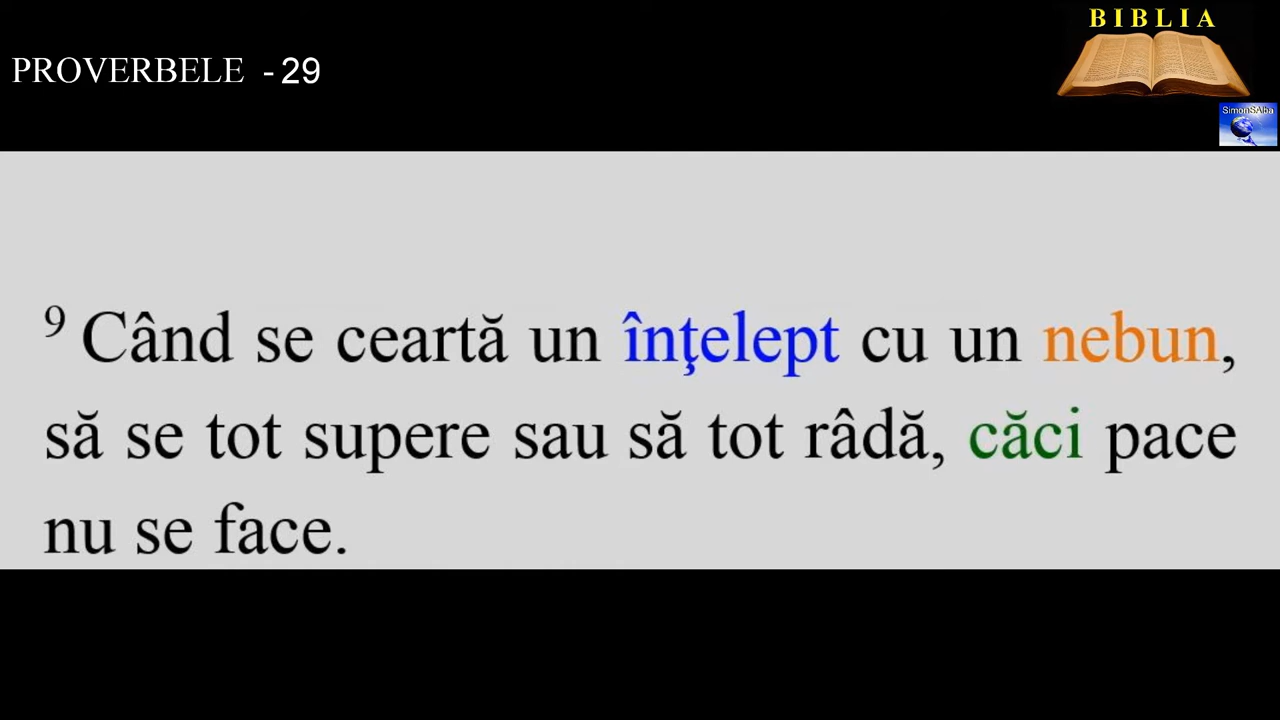 BIBLIA
PROVERBELE - 29
SimonSAlba
9 Când se ceartă un înţelept cu un nebun,
să se tot supere sau să tot râdă, căci pace
nu se face.